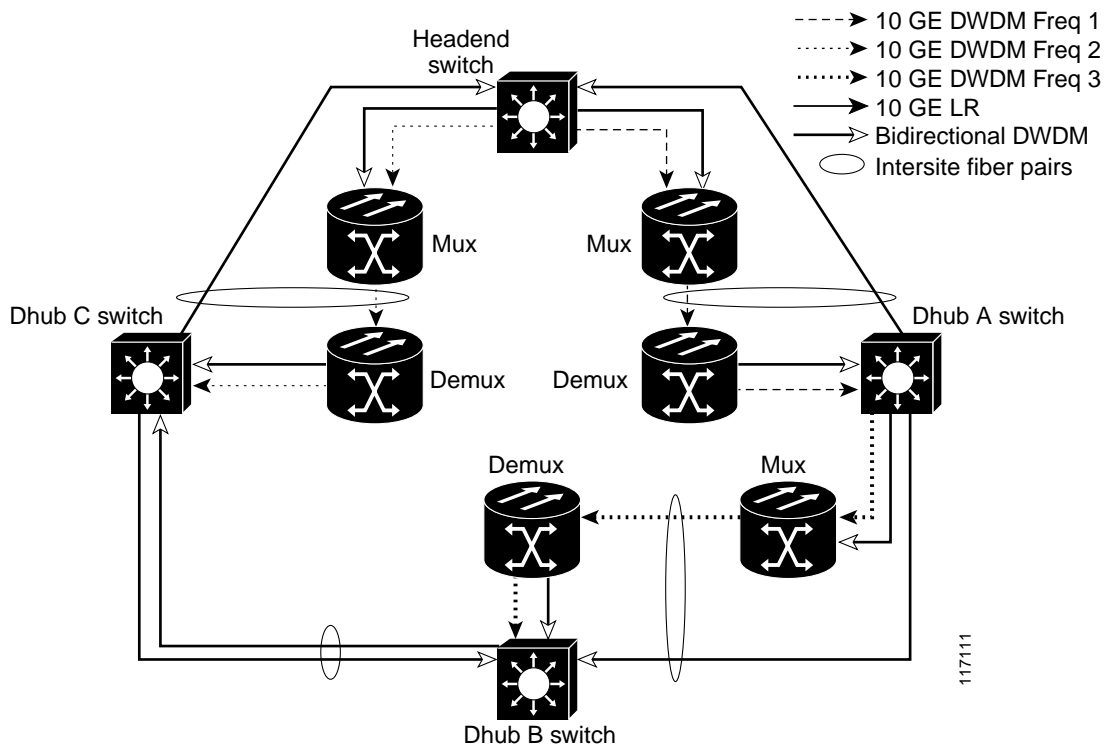 10 GE DWDM Freq 1
10 GE DWDM Freq 2
10 GE DWDM Freq 3
10 GE LR
Bidirectional DWDM
Intersite fiber pairs
Headend
switch
Mux
Mux
Dhub C switch
Dhub A switch
Demux
Demux
Demux
Mux
Dhub B switch
117111